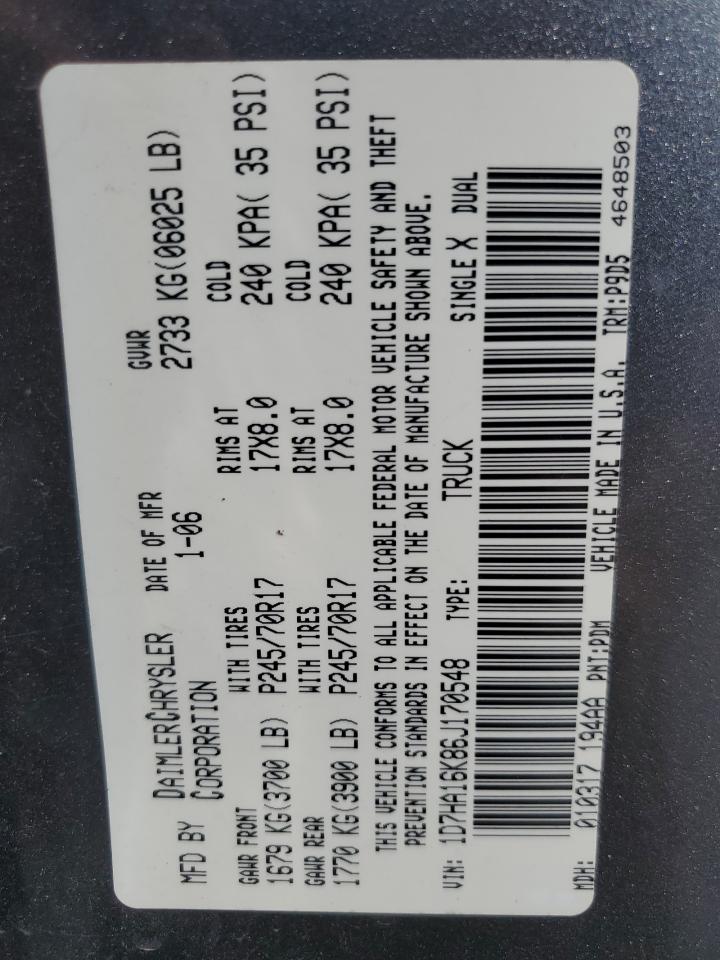 MFD BY DAIMLERCHRYSLER CORPORATION
DATE OF MFR 1-06
GVWR 2733 KG(06025 LB)
GAWR FRONT WITH TIRES RIMS AT COLD
1679 KG(3700 LB) P245/70R17 17X8.0 240 KPA( 35 PSI)
GAWR REAR WITH TIRES RIMS AT COLD
1770 KG(3900 LB) P245/70R17 17X8.0 240 KPA( 35 PSI)
THIS VEHICLE CONFORMS TO ALL APPLICABLE FEDERAL MOTOR VEHICLE SAFETY AND THEFT
PREVENTION STANDARDS IN EFFECT ON THE DATE OF MANUFACTURE SHOWN ABOVE.
VIN: 1D7HA16K86J170548 TYPE: TRUCK SINGLE X DUAL
MDH: 010317 194AA PNT:PDM VEHICLE MADE IN U.S.A. TRM:P9D5
4648503